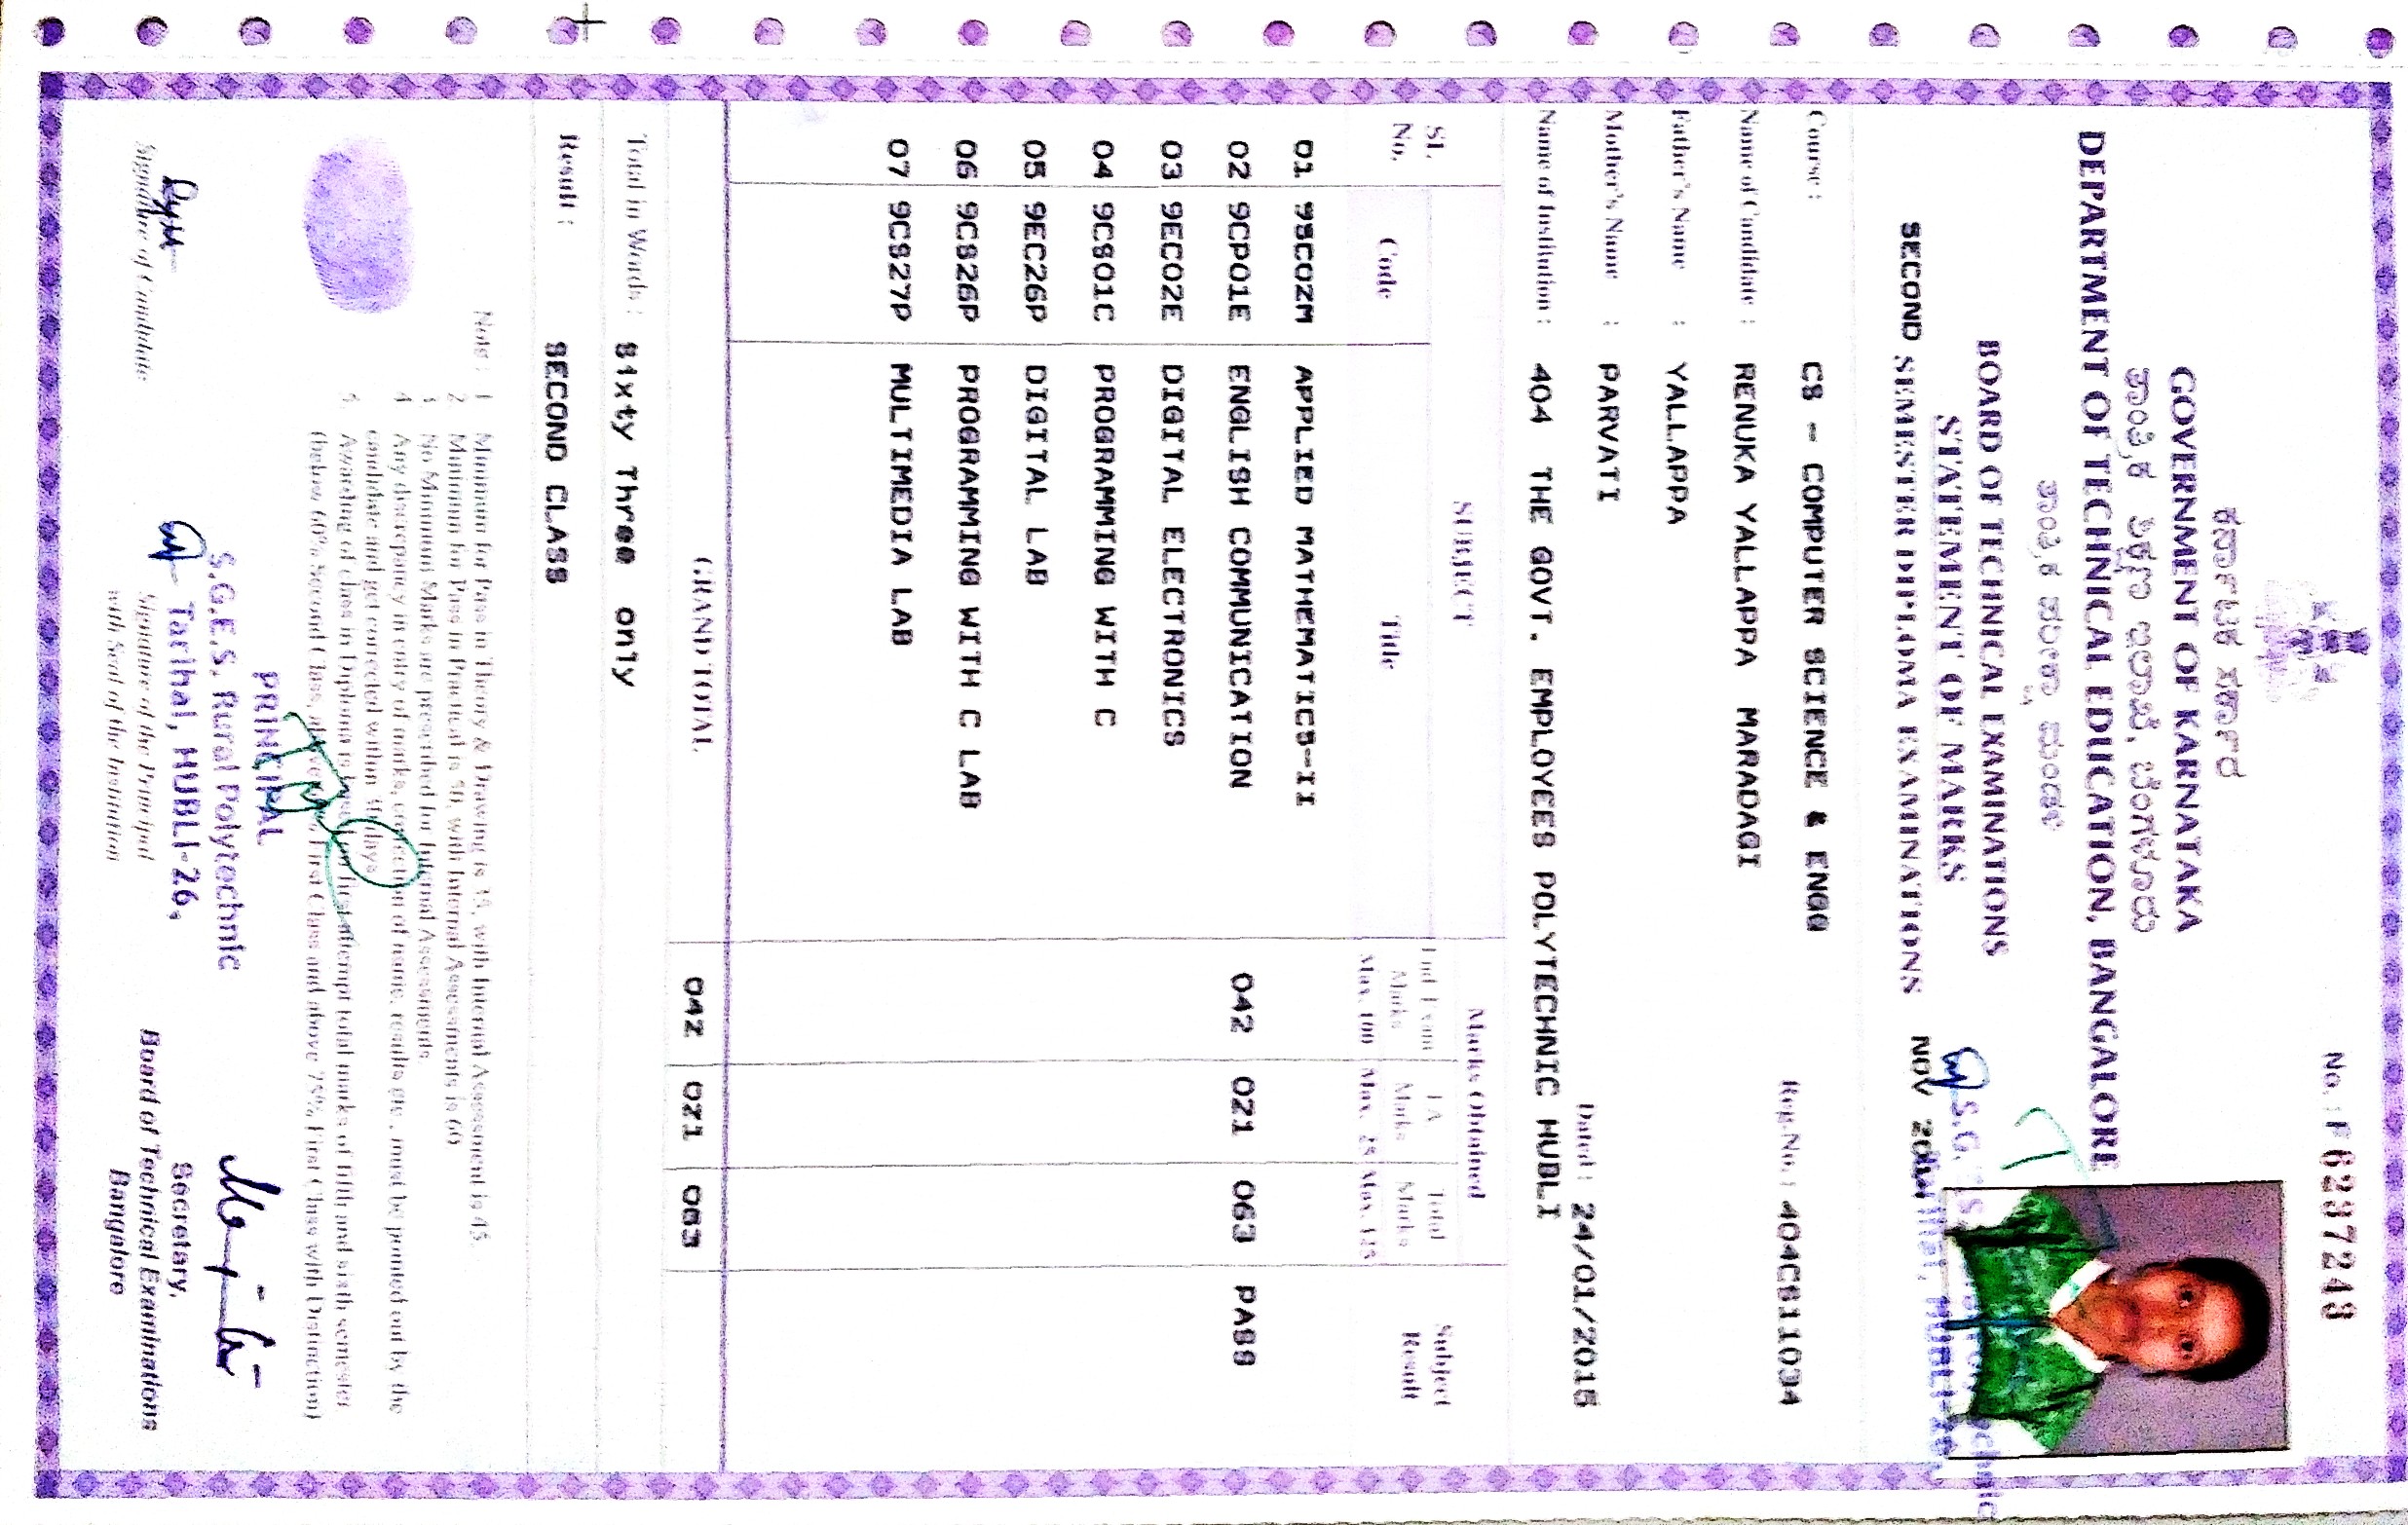 No. : F 6297249
ಕರ್ನಾಟಕ ಸರ್ಕಾರ
GOVERNMENT OF KARNATAKA
ತಾಂತ್ರಿಕ ಶಿಕ್ಷಣ ಇಲಾಖೆ, ಬೆಂಗಳೂರು
DEPARTMENT OF TECHNICAL EDUCATION, BANGALORE
ತಾಂತ್ರಿಕ ಪರೀಕ್ಷಾ ಮಂಡಳಿ
BOARD OF TECHNICAL EXAMINATIONS
STATEMENT OF MARKS
SECOND SEMESTER DIPLOMA EXAMINATIONS NOV
Course : CS - COMPUTER SCIENCE & ENGG Reg.No. : 404CS11034
Name of Candidate : RENUKA YALLAPPA MARADAGI
Father's Name : YALLAPPA
Mother's Name : PARVATI Dated : 24/01/2015
Name of Institution : 404 THE GOVT. EMPLOYEES POLYTECHNIC HUBLI
Sl. No. SUBJECT Marks Obtained Subject Result
Code Title End Exam Marks Max. 100 I A Marks Max. 25 Total Marks Max. 125
01 9SC02M APPLIED MATHEMATICS-II
02 9CP01E ENGLISH COMMUNICATION 042 021 063 PASS
03 9EC02E DIGITAL ELECTRONICS
04 9CS01C PROGRAMMING WITH C
05 9EC26P DIGITAL LAB
06 9CS26P PROGRAMMING WITH C LAB
07 9CS27P MULTIMEDIA LAB
GRAND TOTAL 042 021 063
Total in Words : Sixty Three only
Result : SECOND CLASS
Note : 1 Minimum for Pass in Theory & Drawing is 35, with Internal Assessment is 45.
2 Minimum for Pass in Practical is 50, with Internal Assessments is 60.
3 No Minimum Marks are prescribed for Internal Assessments.
4 Any discrepancy in entry of marks, correction of name, results etc., must be pointed out by the
candidate and get corrected within 30 days.
5 Awarding of class in Diploma is first attempt total marks of fifth and sixth semester
(below 60% Second Class, First Class and above 75% First Class with Distinction)
PRINCIPAL
S.G.E.S. Rural Polytechnic
Tarihal, HUBLI-26.
Signature of Candidate
Signature of the Principal
with Seal of the Institution
Secretary,
Board of Technical Examinations
Bangalore